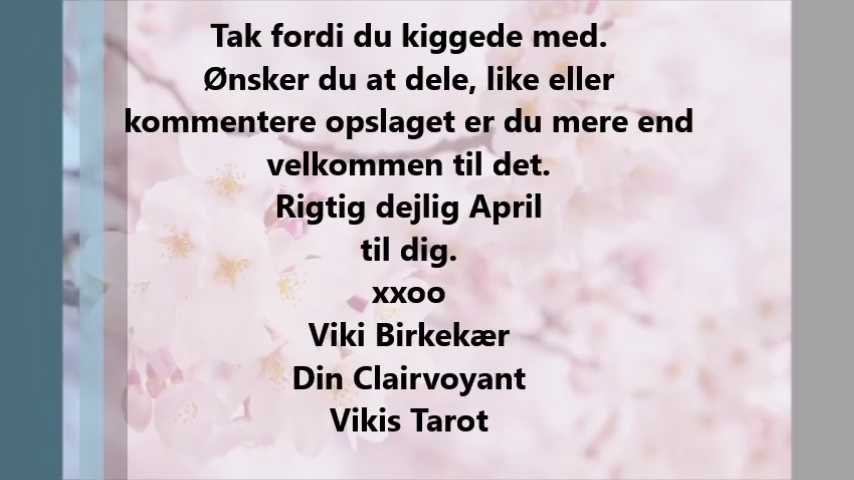 Tak fordi du kiggede med.
Ønsker du at dele, like eller
kommentere opslaget er du mere end
velkommen til det.
Rigtig dejlig April
til dig.
xxoo
Viki Birkekær
Din Clairvoyant
Vikis Tarot